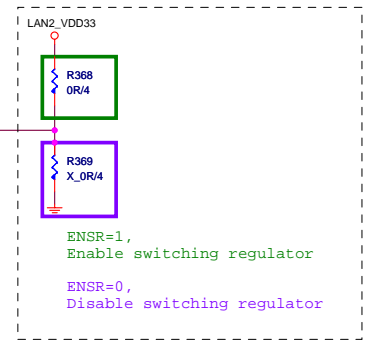 LAN2_VDD33
R368
0R/4
R369
X_0R/4
ENSR=1,
Enable switching regulator
ENSR=0,
Disable switching regulator